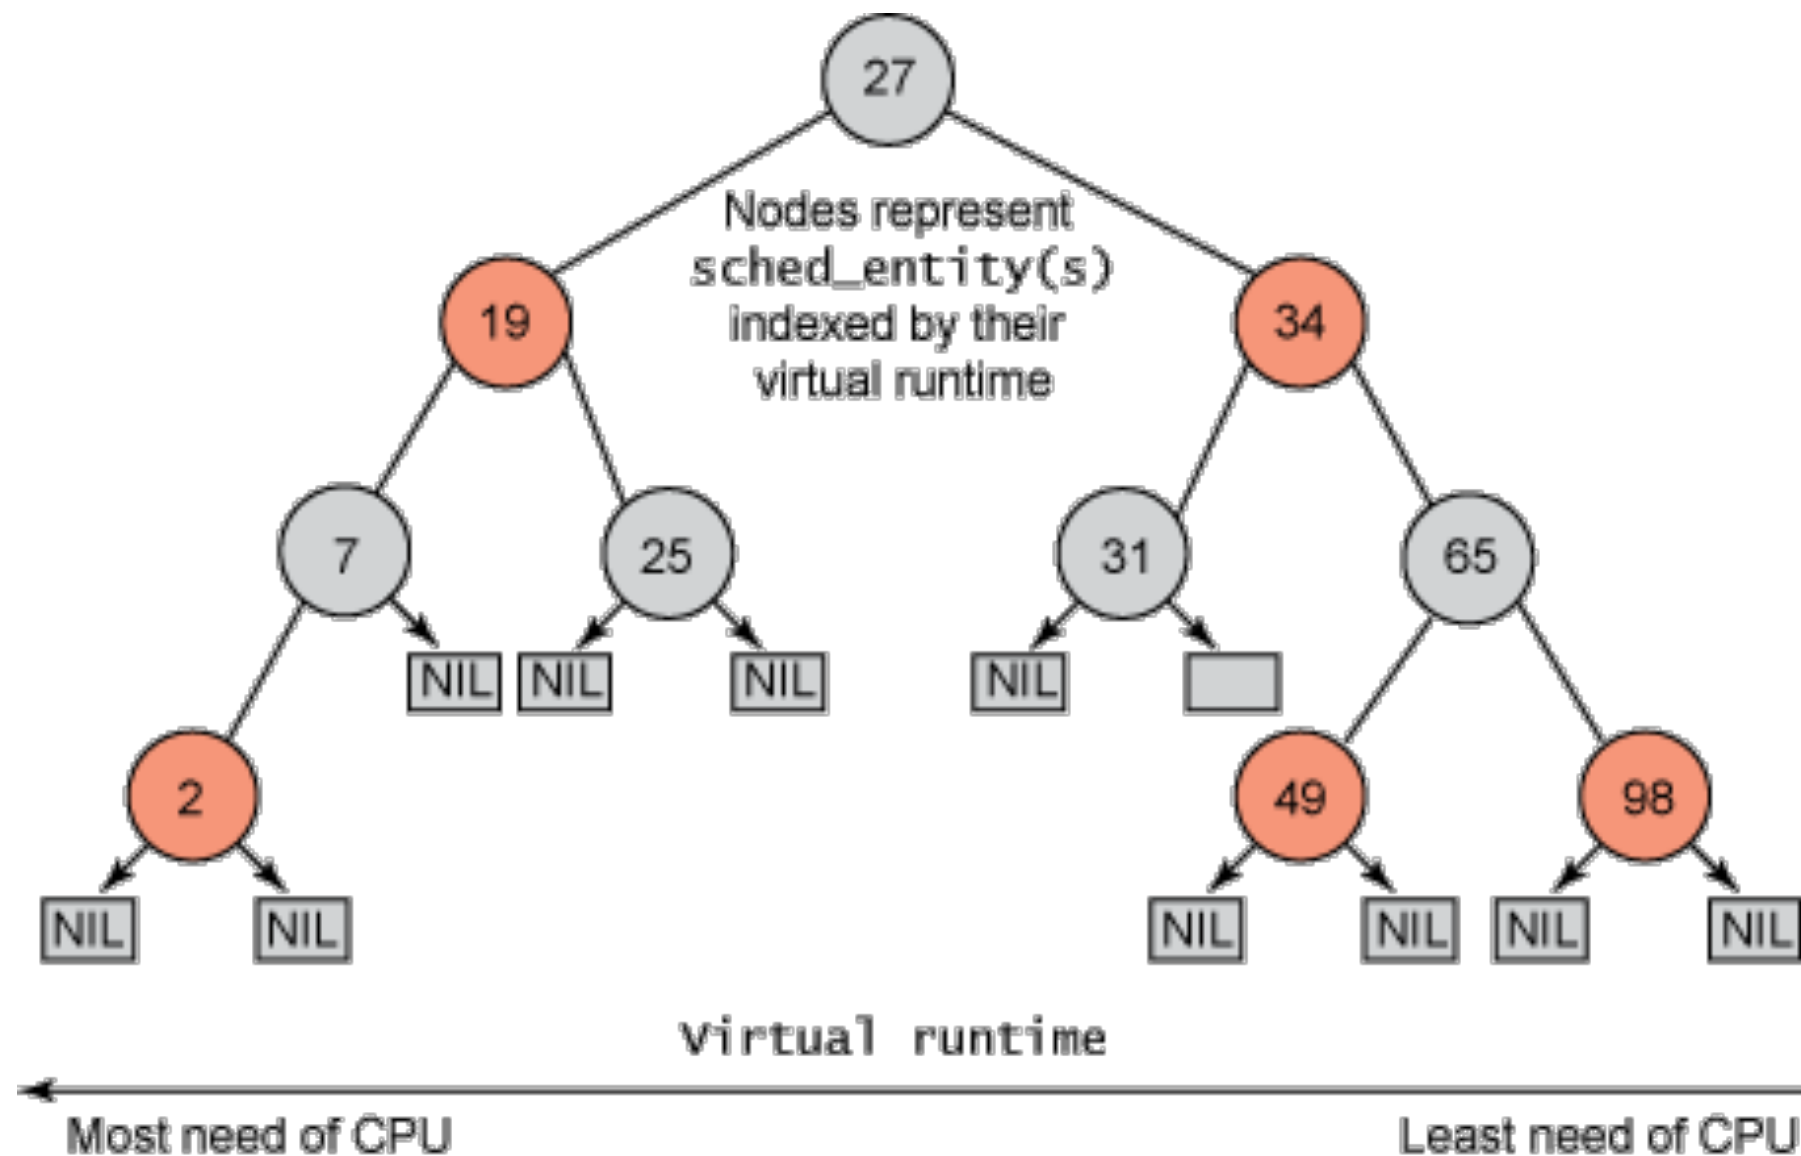 27
Nodes represent
sched_entity(s)
indexed by their
virtual runtime
19
34
7
25
31
65
NIL
NIL
NIL
NIL
2
49
98
NIL
NIL
NIL
NIL
NIL
NIL
Virtual runtime
Most need of CPU
Least need of CPU